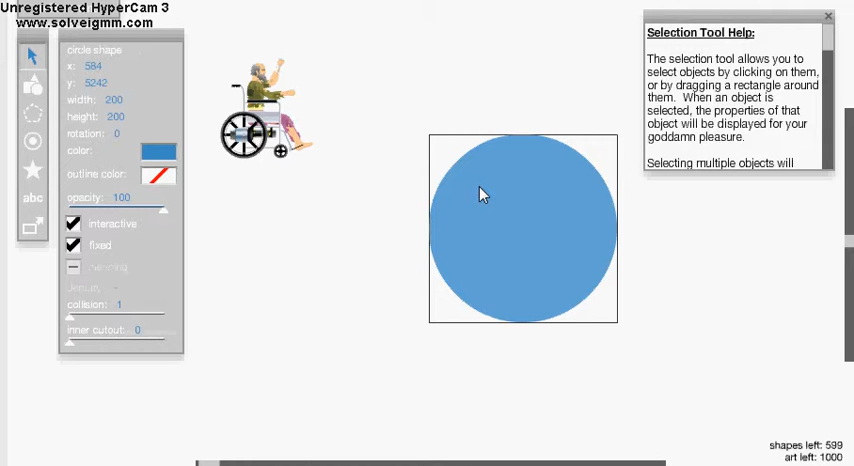 Unregistered HyperCam 3
www.solveigmm.com
circle shape
x: 584
y: 5242
width: 200
height: 200
rotation: 0
color:
outline color:
opacity: 100
interactive
fixed
collision: 1
inner cutout: 0
abc
Selection Tool Help:
The selection tool allows you to
select objects by clicking on them,
or by dragging a rectangle around
them. When an object is
selected, the properties of that
object will be displayed for your
goddamn pleasure.
Selecting multiple objects will
shapes left: 599
art left: 1000